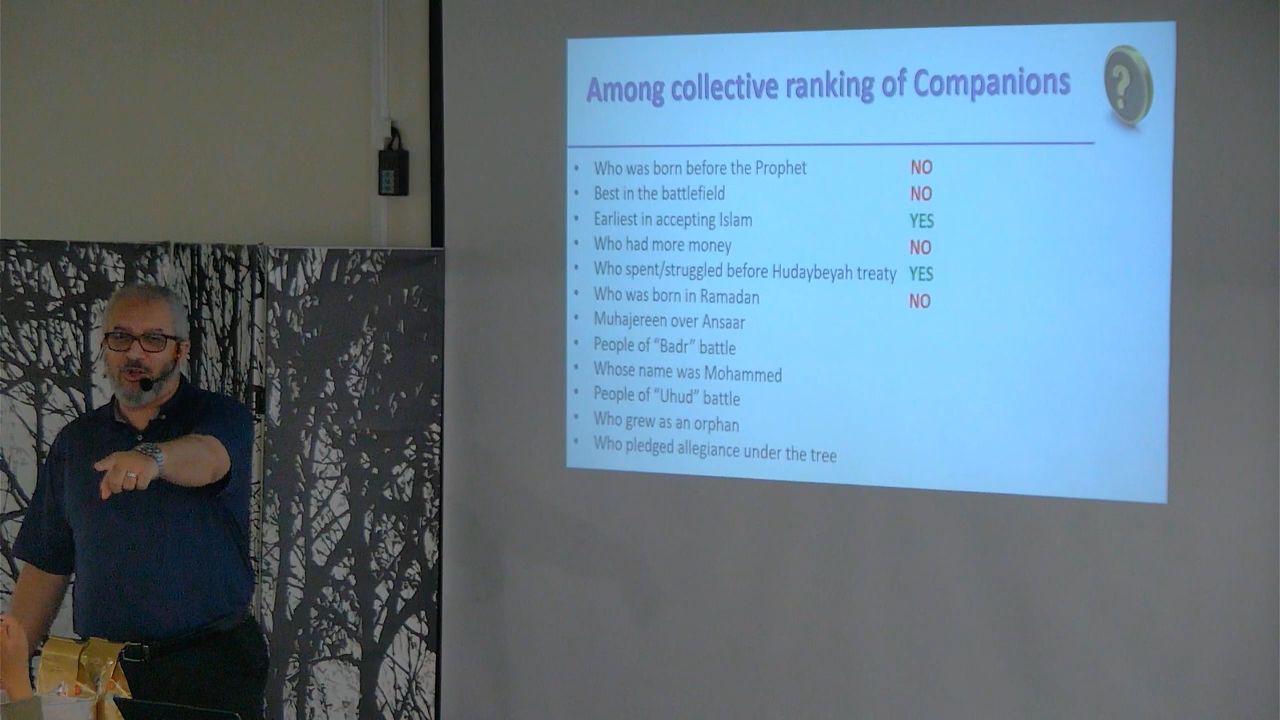 Among collective ranking of Companions
?
• Who was born before the Prophet NO
• Best in the battlefield NO
• Earliest in accepting Islam YES
• Who had more money NO
• Who spent/struggled before Hudaybeyah treaty YES
• Who was born in Ramadan NO
• Muhajereen over Ansaar
• People of “Badr” battle
• Whose name was Mohammed
• People of “Uhud” battle
• Who grew as an orphan
• Who pledged allegiance under the tree